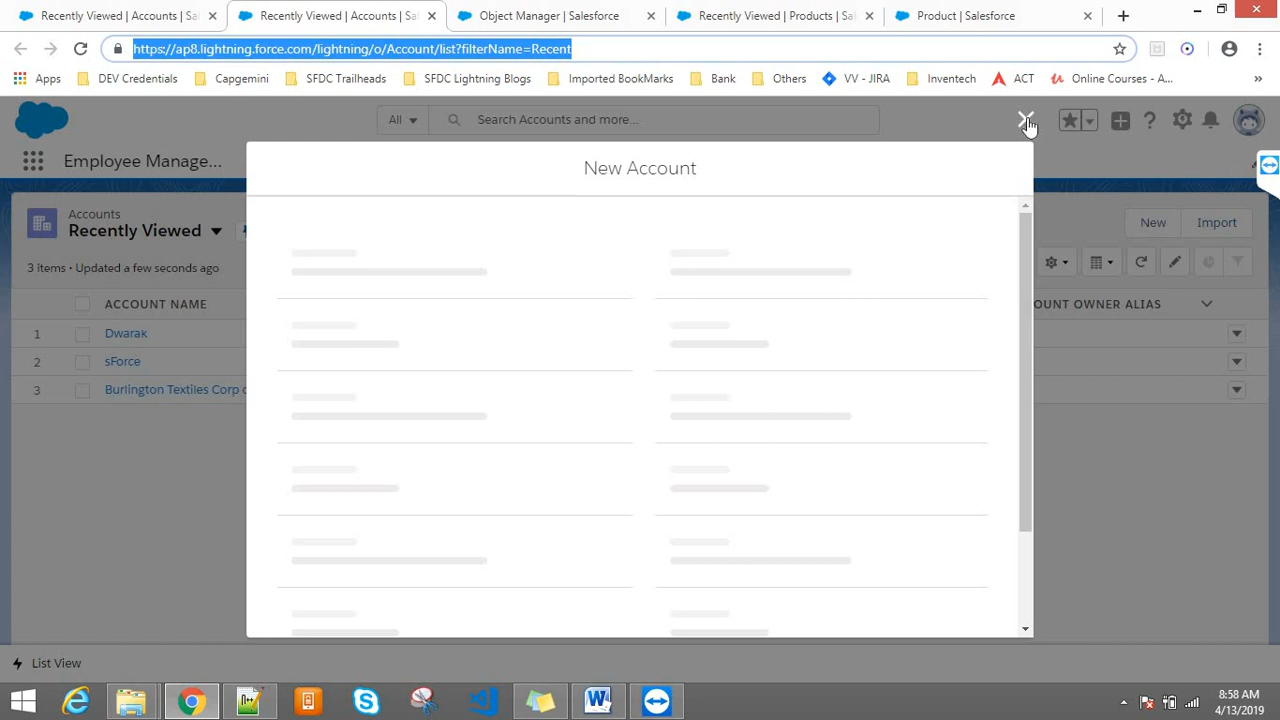 Recently Viewed | Accounts | Sal
Recently Viewed | Accounts | Sal
Object Manager | Salesforce
Recently Viewed | Products | Sal
Product | Salesforce
https://ap8.lightning.force.com/lightning/o/Account/list?filterName=Recent
Apps
DEV Credentials
Capgemini
SFDC Trailheads
SFDC Lightning Blogs
Imported BookMarks
Bank
Others
VV - JIRA
Inventech
ACT
Online Courses - A...
»
All
Search Accounts and more...
Employee Manage...
New Account
Accounts
Recently Viewed
New
Import
3 items • Updated a few seconds ago
ACCOUNT NAME
OUNT OWNER ALIAS
1 Dwarak
2 sForce
3 Burlington Textiles Corp
List View
8:58 AM
4/13/2019